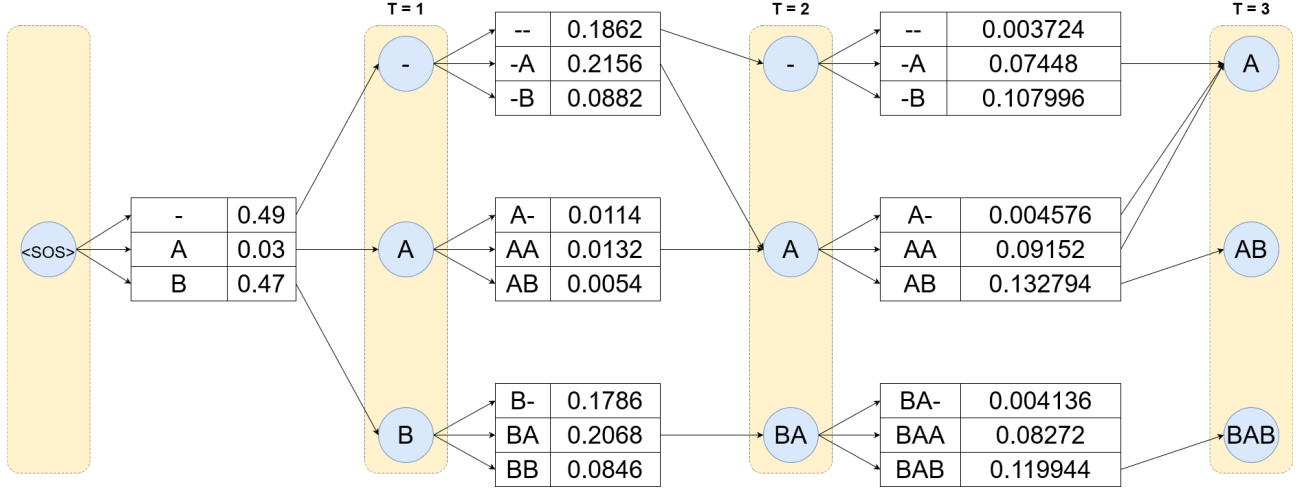 T = 1
T = 2
T = 3
<SOS>
- 0.49
A 0.03
B 0.47
-
A
B
-- 0.1862
-A 0.2156
-B 0.0882
A- 0.0114
AA 0.0132
AB 0.0054
B- 0.1786
BA 0.2068
BB 0.0846
-
A
BA
-- 0.003724
-A 0.07448
-B 0.107996
A- 0.004576
AA 0.09152
AB 0.132794
BA- 0.004136
BAA 0.08272
BAB 0.119944
A
AB
BAB